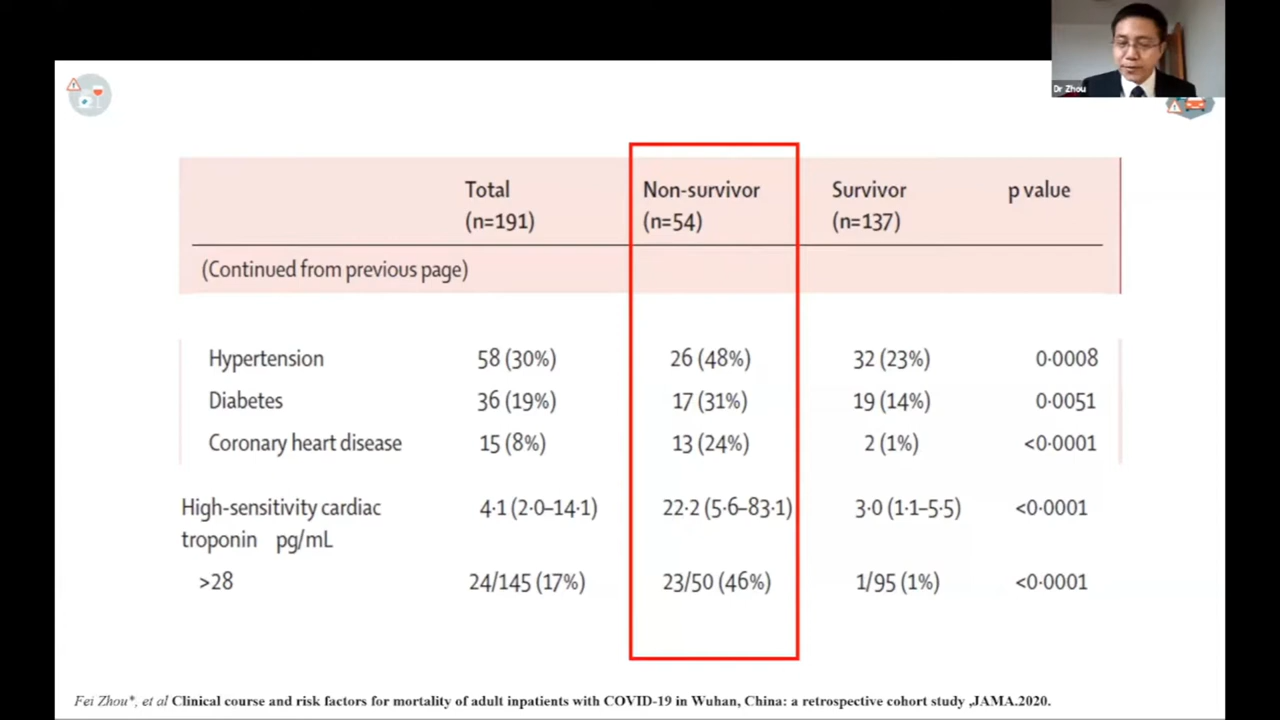 Dr Zhou
Total Non-survivor Survivor p value
(n=191) (n=54) (n=137)
(Continued from previous page)
Hypertension 58 (30%) 26 (48%) 32 (23%) 0·0008
Diabetes 36 (19%) 17 (31%) 19 (14%) 0·0051
Coronary heart disease 15 (8%) 13 (24%) 2 (1%) <0·0001
High-sensitivity cardiac 4·1 (2·0–14·1) 22·2 (5·6–83·1) 3·0 (1·1–5·5) <0·0001
troponin pg/mL
>28 24/145 (17%) 23/50 (46%) 1/95 (1%) <0·0001
Fei Zhou*, et al Clinical course and risk factors for mortality of adult inpatients with COVID-19 in Wuhan, China: a retrospective cohort study ,JAMA.2020.